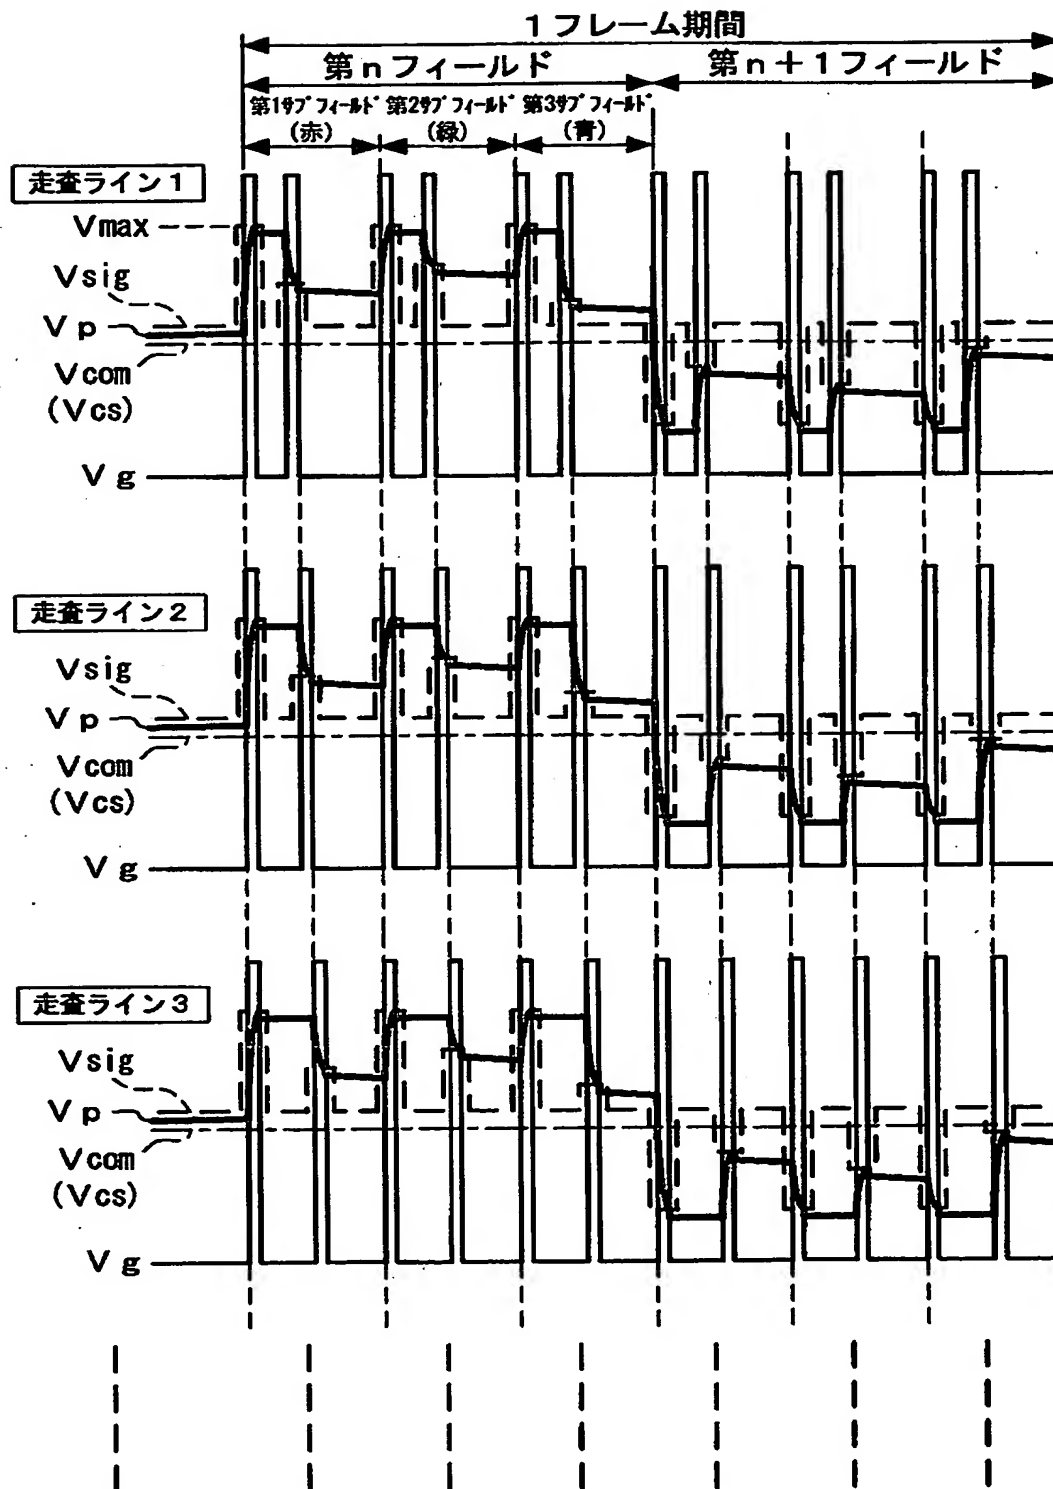 1フレーム期間
第nフィールド
第n+1フィールド
第1ｻﾌﾞﾌｨｰﾙﾄﾞ
第2ｻﾌﾞﾌｨｰﾙﾄﾞ
第3ｻﾌﾞﾌｨｰﾙﾄﾞ
(赤)
(緑)
(青)
走査ライン1
Vmax
Vsig
Vp
Vcom
(Vcs)
Vg
走査ライン2
Vsig
Vp
Vcom
(Vcs)
Vg
走査ライン3
Vsig
Vp
Vcom
(Vcs)
Vg